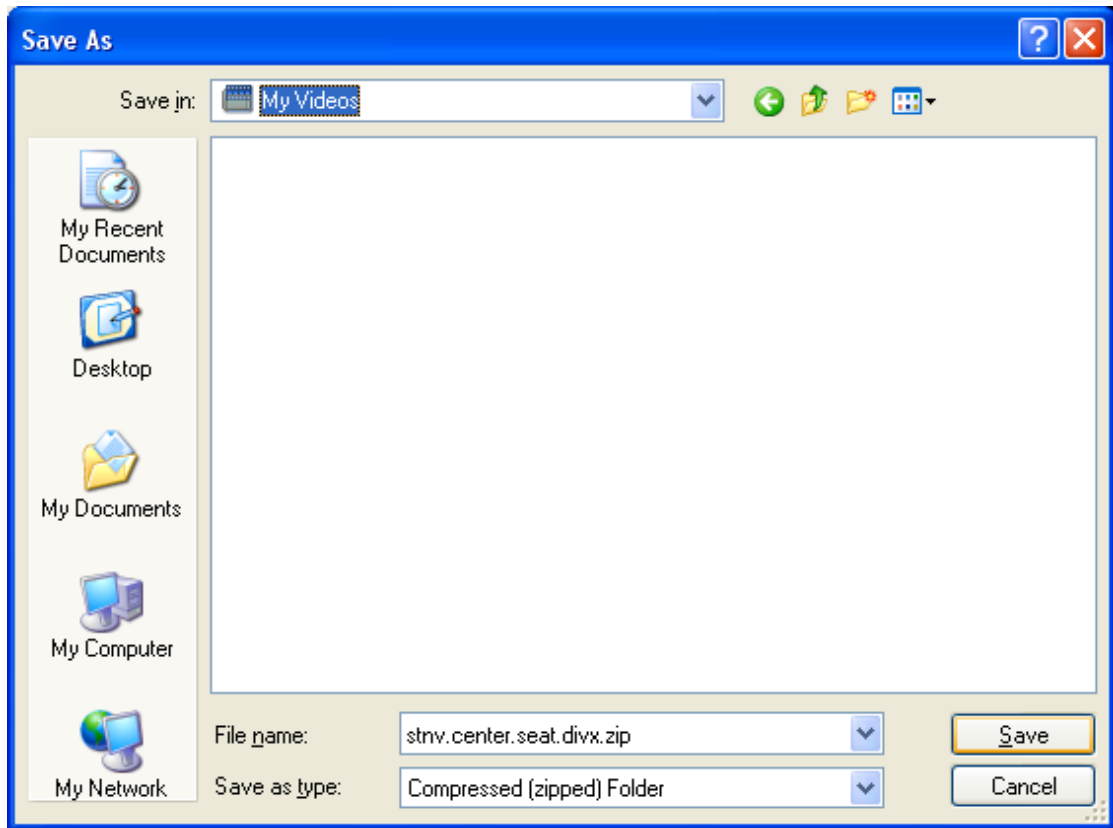 Save As
Save in:
My Videos
My Recent
Documents
Desktop
My Documents
My Computer
My Network
File name:
stnv.center.seat.divx.zip
Save
Save as type:
Compressed (zipped) Folder
Cancel